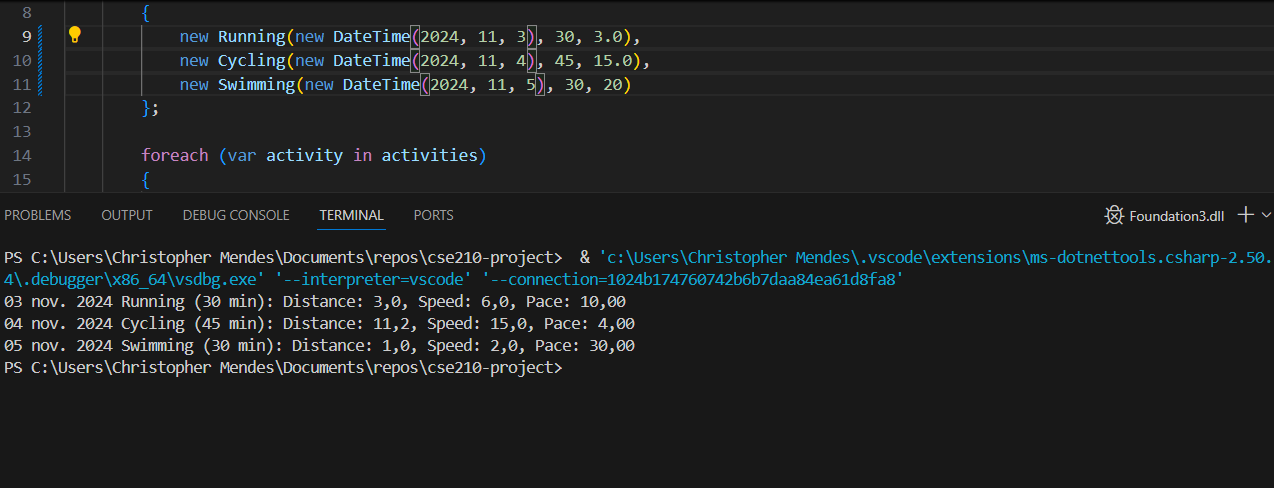 8 {
9 new Running(new DateTime(2024, 11, 3), 30, 3.0),
10 new Cycling(new DateTime(2024, 11, 4), 45, 15.0),
11 new Swimming(new DateTime(2024, 11, 5), 30, 20)
12 };
13
14 foreach (var activity in activities)
15 {
PROBLEMS OUTPUT DEBUG CONSOLE TERMINAL PORTS Foundation3.dll
PS C:\Users\Christopher Mendes\Documents\repos\cse210-project> & 'c:\Users\Christopher Mendes\.vscode\extensions\ms-dotnettools.csharp-2.50.
4\.debugger\x86_64\vsdbg.exe' '--interpreter=vscode' '--connection=1024b174760742b6b7daa84ea61d8fa8'
03 nov. 2024 Running (30 min): Distance: 3,0, Speed: 6,0, Pace: 10,00
04 nov. 2024 Cycling (45 min): Distance: 11,2, Speed: 15,0, Pace: 4,00
05 nov. 2024 Swimming (30 min): Distance: 1,0, Speed: 2,0, Pace: 30,00
PS C:\Users\Christopher Mendes\Documents\repos\cse210-project>